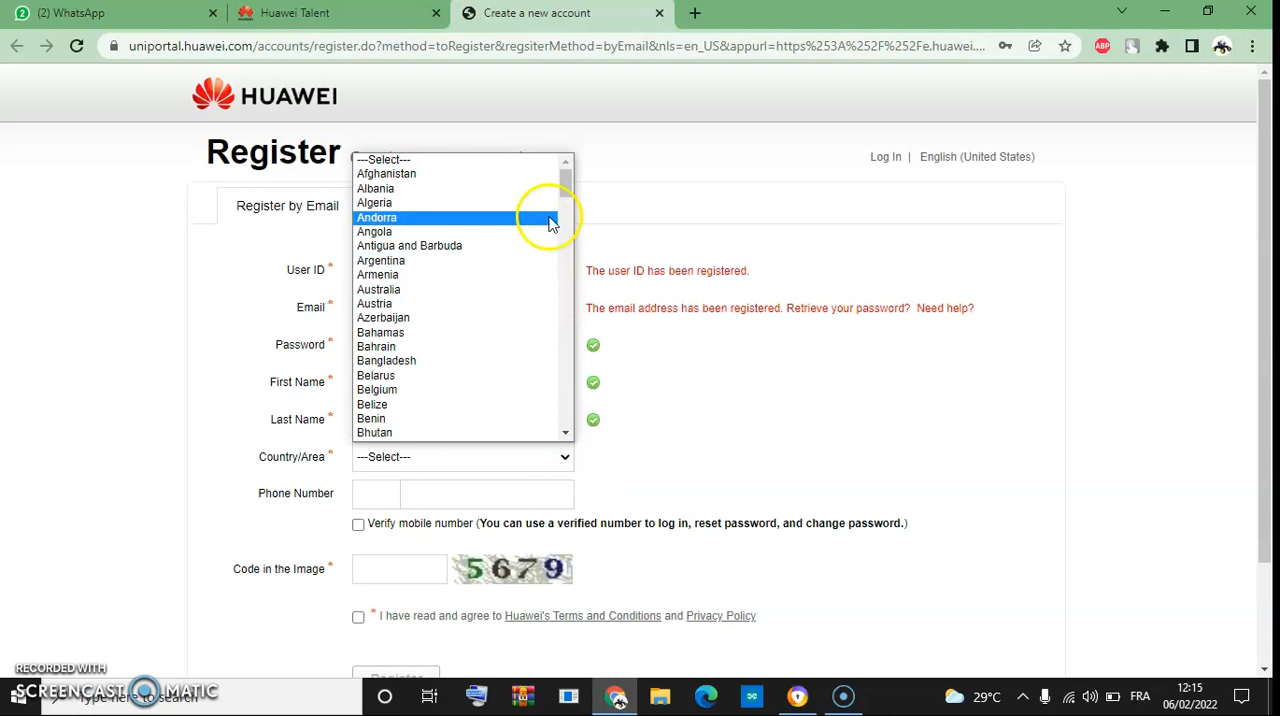 (2) WhatsApp
Huawei Talent
Create a new account
uniportal.huawei.com/accounts/register.do?method=toRegister&regsiterMethod=byEmail&nls=en_US&appurl=https%253A%252F%252Fe.huawei....
ABP
HUAWEI
Register
Log In | English (United States)
Register by Email
---Select---
Afghanistan
Albania
Algeria
Andorra
Angola
Antigua and Barbuda
Argentina
Armenia
Australia
Austria
Azerbaijan
Bahamas
Bahrain
Bangladesh
Belarus
Belgium
Belize
Benin
Bhutan
User ID *
The user ID has been registered.
Email *
The email address has been registered. Retrieve your password? Need help?
Password *
First Name *
Last Name *
Country/Area *
---Select---
Phone Number
Verify mobile number (You can use a verified number to log in, reset password, and change password.)
Code in the Image *
5679
* I have read and agree to Huawei's Terms and Conditions and Privacy Policy
Register
RECORDED WITH
SCREENCAST MATIC
Type here to search
29°C
FRA
12:15
06/02/2022